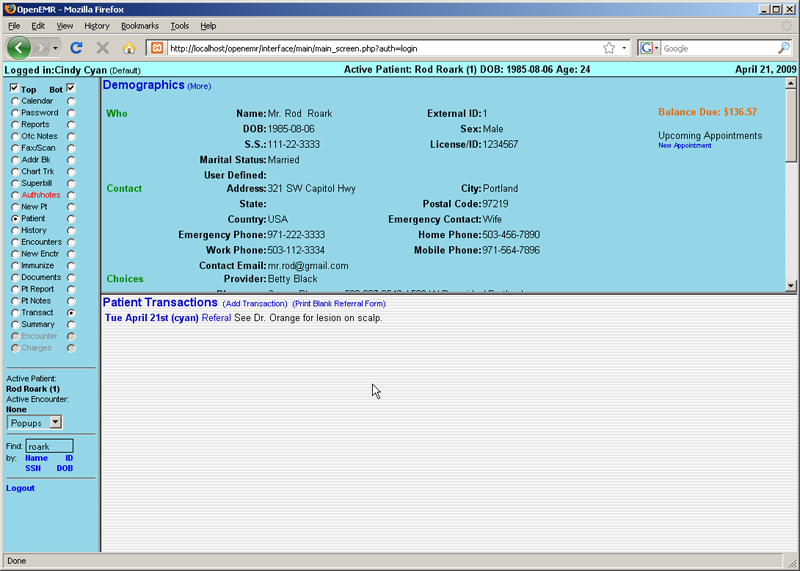 OpenEMR - Mozilla Firefox
File Edit View History Bookmarks Tools Help
http://localhost/openemr/interface/main/main_screen.php?auth=login
Google
Logged in:Cindy Cyan (Default)
Active Patient: Rod Roark (1) DOB: 1985-08-06 Age: 24
April 21, 2009
Top Bot
Calendar
Password
Reports
Ofc Notes
Fax/Scan
Addr Bk
Chart Trk
Superbill
Auth/notes
New Pt
Patient
History
Encounters
New Enctr
Immunize
Documents
Pt Report
Pt Notes
Transact
Summary
Encounter
Charges
Active Patient:
Rod Roark (1)
Active Encounter:
None
Popups
Find: roark
by: Name ID
SSN DOB
Logout
Demographics (More)
Who Name: Mr. Rod Roark External ID: 1
DOB: 1985-08-06 Sex: Male
S.S.: 111-22-3333 License/ID: 1234567
Marital Status: Married
User Defined:
Contact Address: 321 SW Capitol Hwy City: Portland
State: Postal Code: 97219
Country: USA Emergency Contact: Wife
Emergency Phone: 971-222-3333 Home Phone: 503-456-7890
Work Phone: 503-112-3334 Mobile Phone: 971-564-7896
Contact Email: mr.rod@gmail.com
Choices Provider: Betty Black
Balance Due: $136.57
Upcoming Appointments
New Appointment
Patient Transactions (Add Transaction) (Print Blank Referral Form)
Tue April 21st (cyan) Referal See Dr. Orange for lesion on scalp.
Done